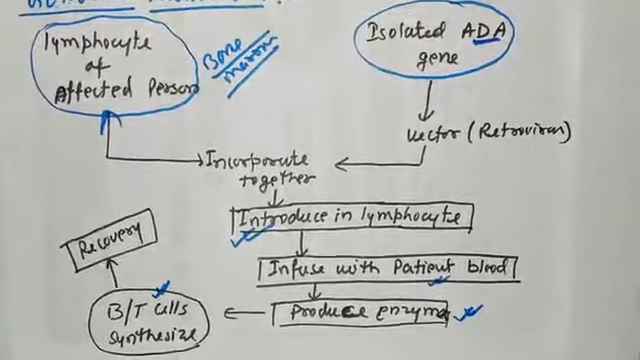 lymphocyte
of
Affected Person
Bone
marrow
Isolated ADA
gene
Vector (Retrovirus)
Incorporate
together
Introduce in lymphocyte
Infuse with Patient blood
Produce enzyme
B/T Cells
synthesize
Recovery